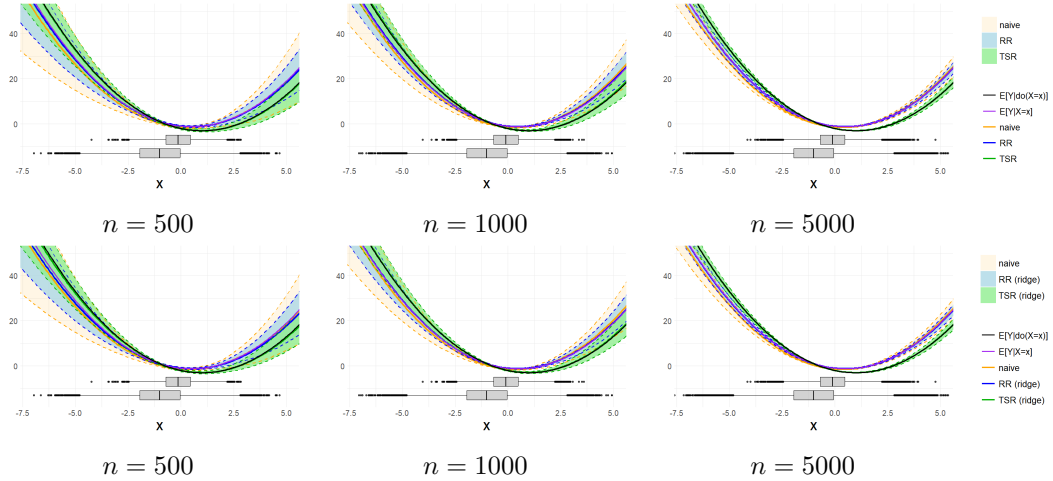 40
20
0
-7.5 -5.0 -2.5 0.0 2.5 5.0
X
40
20
0
-7.5 -5.0 -2.5 0.0 2.5 5.0
X
40
20
0
-7.5 -5.0 -2.5 0.0 2.5 5.0
X
naive
RR
TSR
E[Y|do(X=x)]
E[Y|X=x]
naive
RR
TSR
n = 500
n = 1000
n = 5000
40
20
0
-7.5 -5.0 -2.5 0.0 2.5 5.0
X
40
20
0
-7.5 -5.0 -2.5 0.0 2.5 5.0
X
40
20
0
-7.5 -5.0 -2.5 0.0 2.5 5.0
X
naive
RR (ridge)
TSR (ridge)
E[Y|do(X=x)]
E[Y|X=x]
naive
RR (ridge)
TSR (ridge)
n = 500
n = 1000
n = 5000